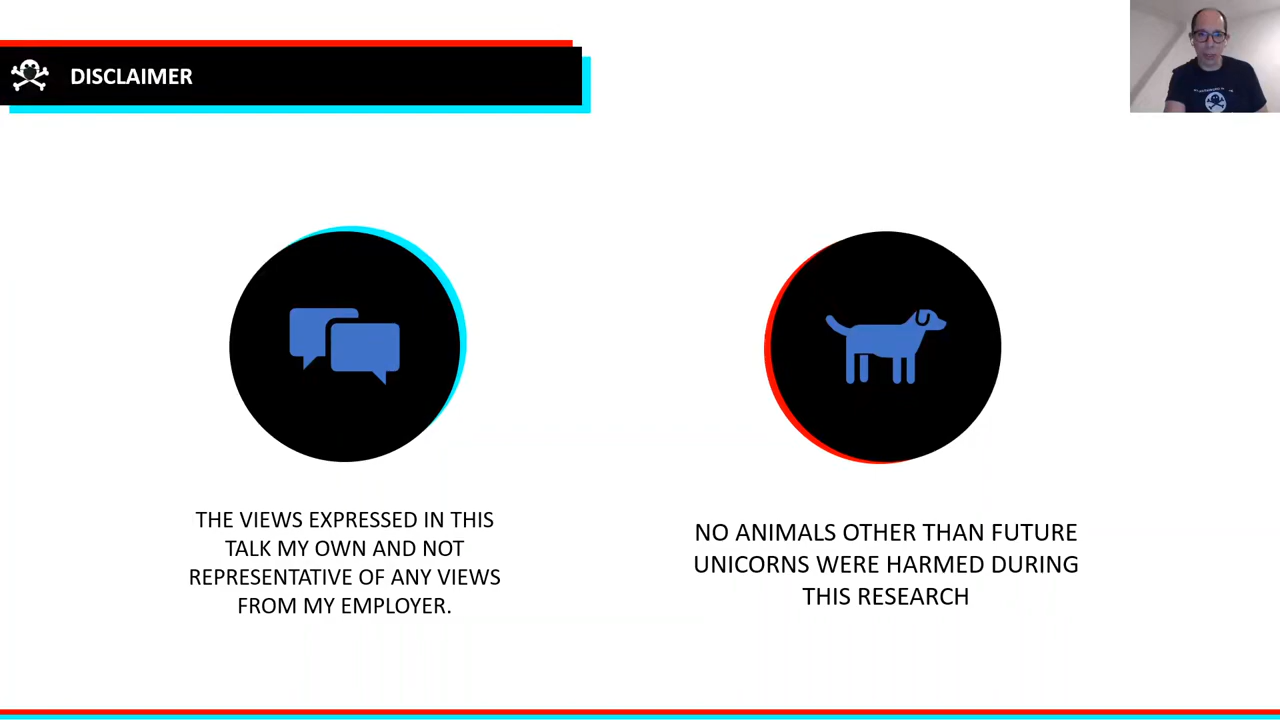 DISCLAIMER
THE VIEWS EXPRESSED IN THIS
TALK MY OWN AND NOT
REPRESENTATIVE OF ANY VIEWS
FROM MY EMPLOYER.
NO ANIMALS OTHER THAN FUTURE
UNICORNS WERE HARMED DURING
THIS RESEARCH